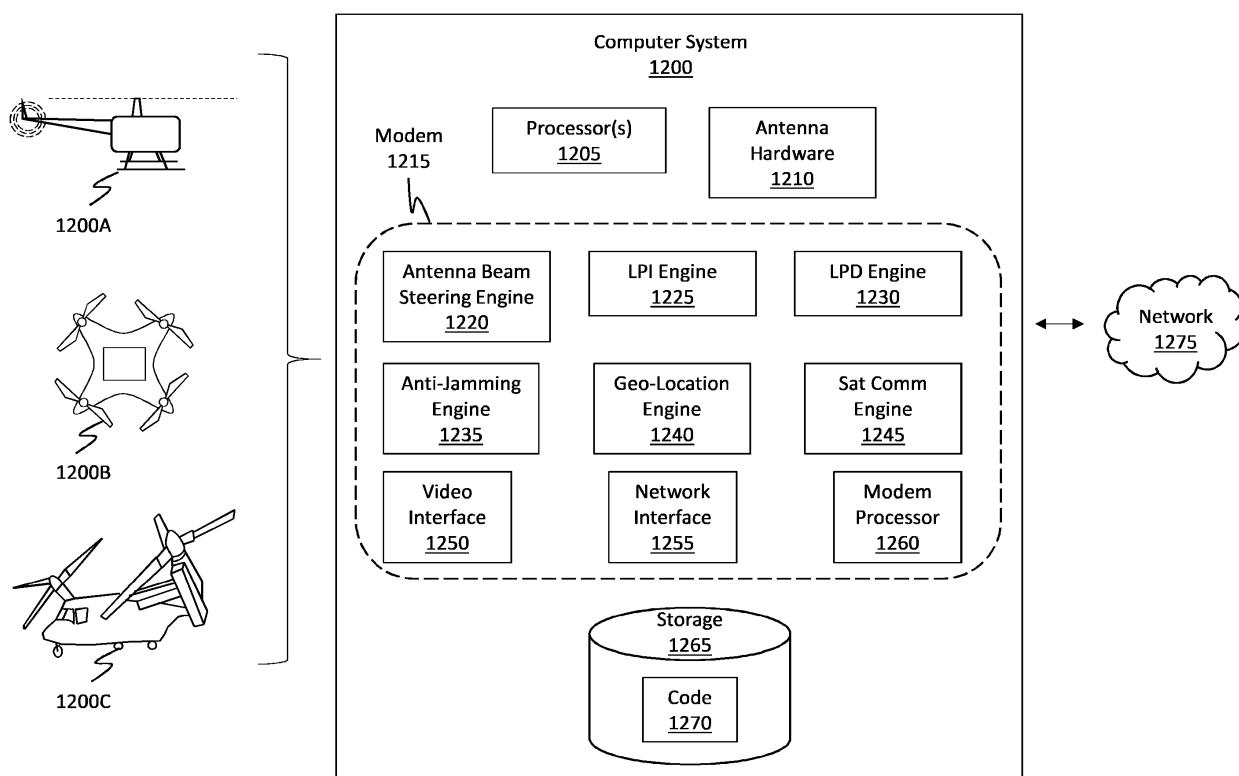 Computer System
1200
Processor(s)
1205
Antenna
Hardware
1210
Modem
1215
Antenna Beam
Steering Engine
1220
LPI Engine
1225
LPD Engine
1230
Anti-Jamming
Engine
1235
Geo-Location
Engine
1240
Sat Comm
Engine
1245
Video
Interface
1250
Network
Interface
1255
Modem
Processor
1260
Storage
1265
Code
1270
1200A
1200B
1200C
Network
1275